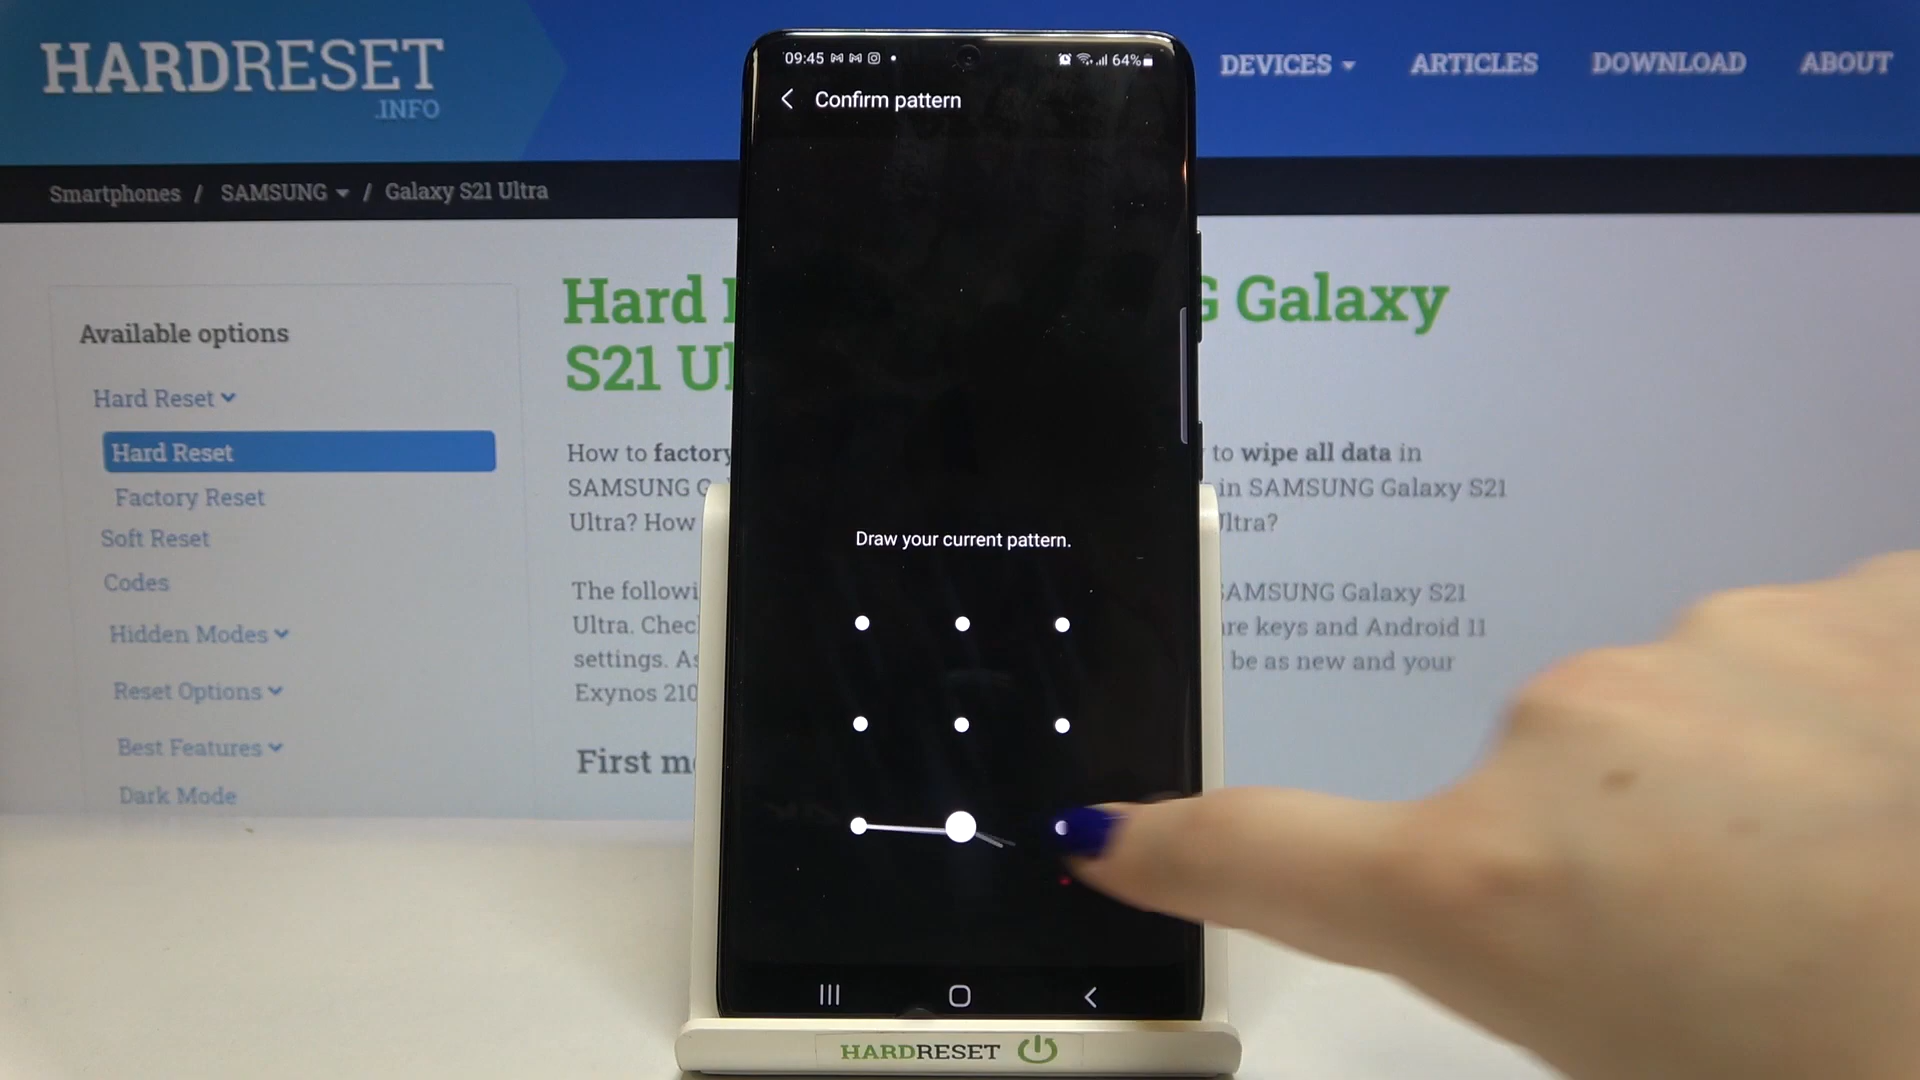 HARDRESET
.INFO
DEVICES
ARTICLES
DOWNLOAD
ABOUT
Smartphones / SAMSUNG / Galaxy S21 Ultra
Available options
Hard Reset
Hard Reset
Factory Reset
Soft Reset
Codes
Hidden Modes
Reset Options
Best Features
Dark Mode
Hard G Galaxy
S21 Ul
How to factory to wipe all data in
SAMSUNG G in SAMSUNG Galaxy S21
Ultra? How Ultra?
The followi SAMSUNG Galaxy S21
Ultra. Chec re keys and Android 11
settings. As be as new and your
Exynos 210
First mo
09:45 64%
Confirm pattern
Draw your current pattern.
HARDRESET